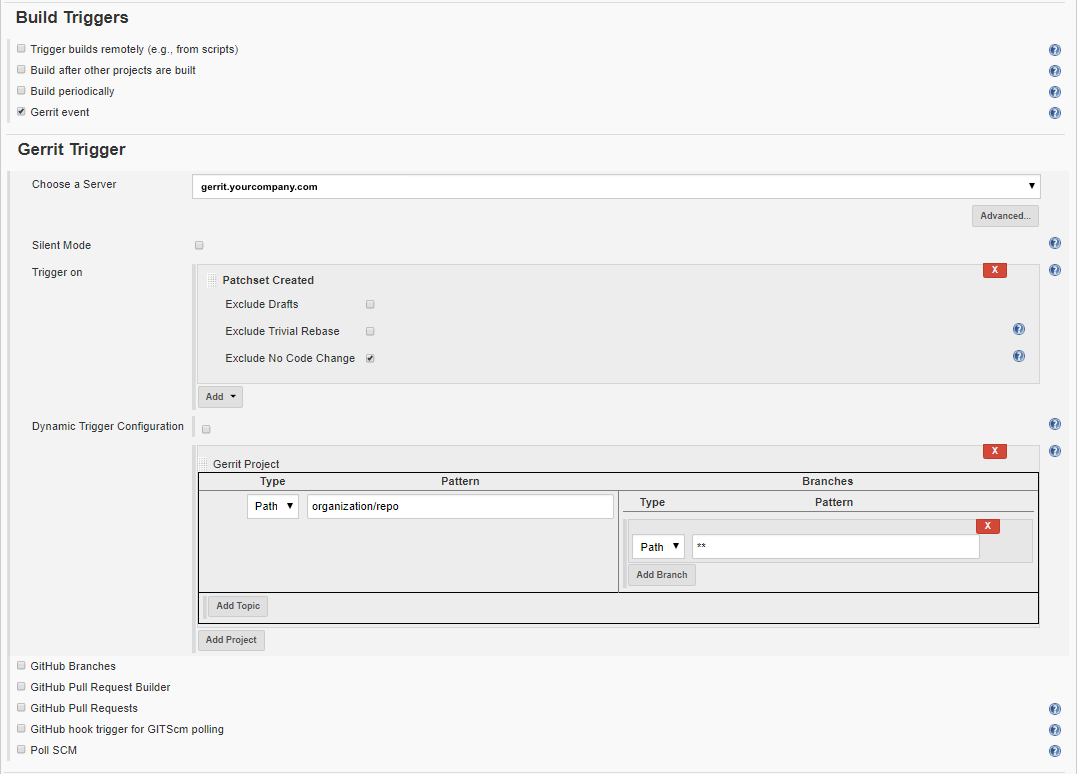 Build Triggers
Trigger builds remotely (e.g., from scripts)
Build after other projects are built
Build periodically
Gerrit event
Gerrit Trigger
Choose a Server
gerrit.yourcompany.com
Advanced...
Silent Mode
Trigger on
X
Patchset Created
Exclude Drafts
Exclude Trivial Rebase
Exclude No Code Change
Add
Dynamic Trigger Configuration
X
Gerrit Project
Type Pattern Branches
Path organization/repo
Type Pattern
X
Path **
Add Branch
Add Topic
Add Project
GitHub Branches
GitHub Pull Request Builder
GitHub Pull Requests
GitHub hook trigger for GITScm polling
Poll SCM